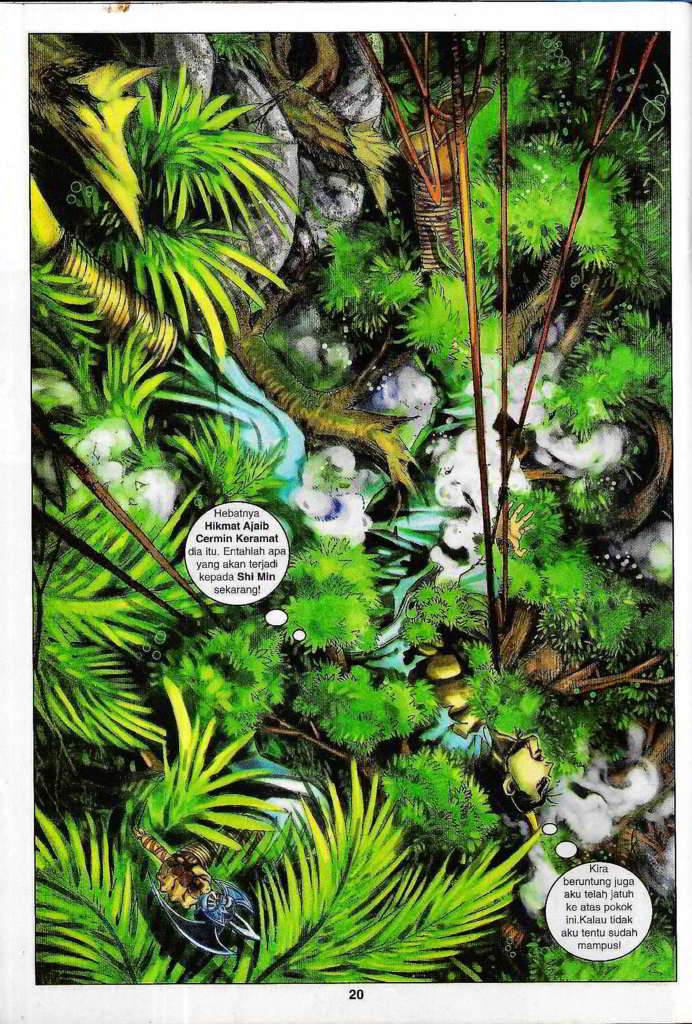 Hebatnya
Hikmat Ajaib
Cermin Keramat
dia itu. Entahlah apa
yang akan terjadi
kepada Shi Min
sekarang!
Kira
beruntung juga
aku telah jatuh
ke atas pokok
ini.Kalau tidak
aku tentu sudah
mampus!
20